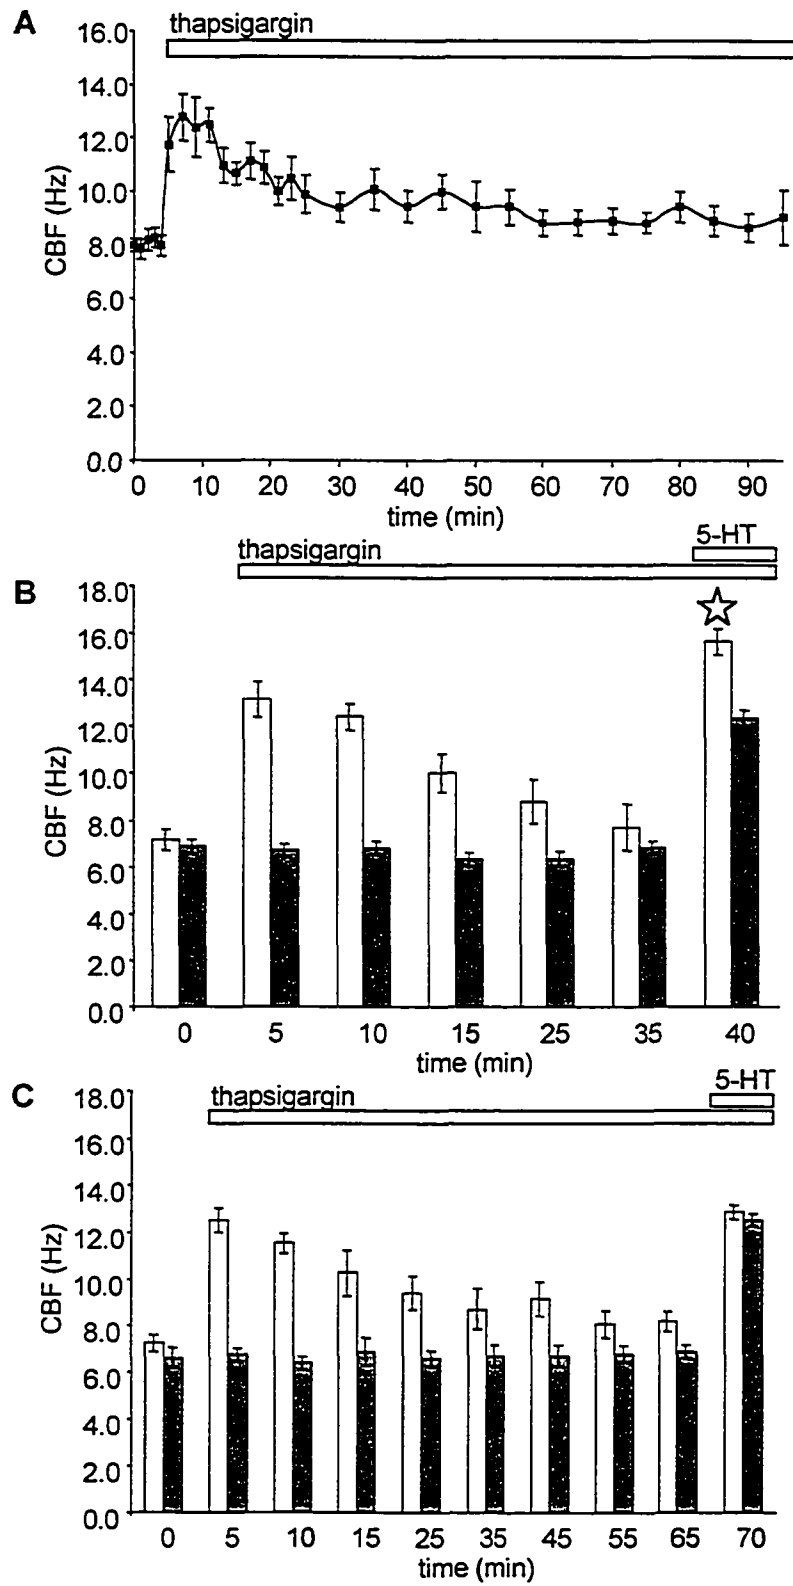 A
thapsigargin
16.0
14.0
12.0
10.0
8.0
6.0
4.0
2.0
0.0
CBF (Hz)
0 10 20 30 40 50 60 70 80 90
time (min)
B
thapsigargin
5-HT
18.0
16.0
14.0
12.0
10.0
8.0
6.0
4.0
2.0
0.0
CBF (Hz)
0 5 10 15 25 35 40
time (min)
C
thapsigargin
5-HT
18.0
16.0
14.0
12.0
10.0
8.0
6.0
4.0
2.0
0.0
CBF (Hz)
0 5 10 15 25 35 45 55 65 70
time (min)